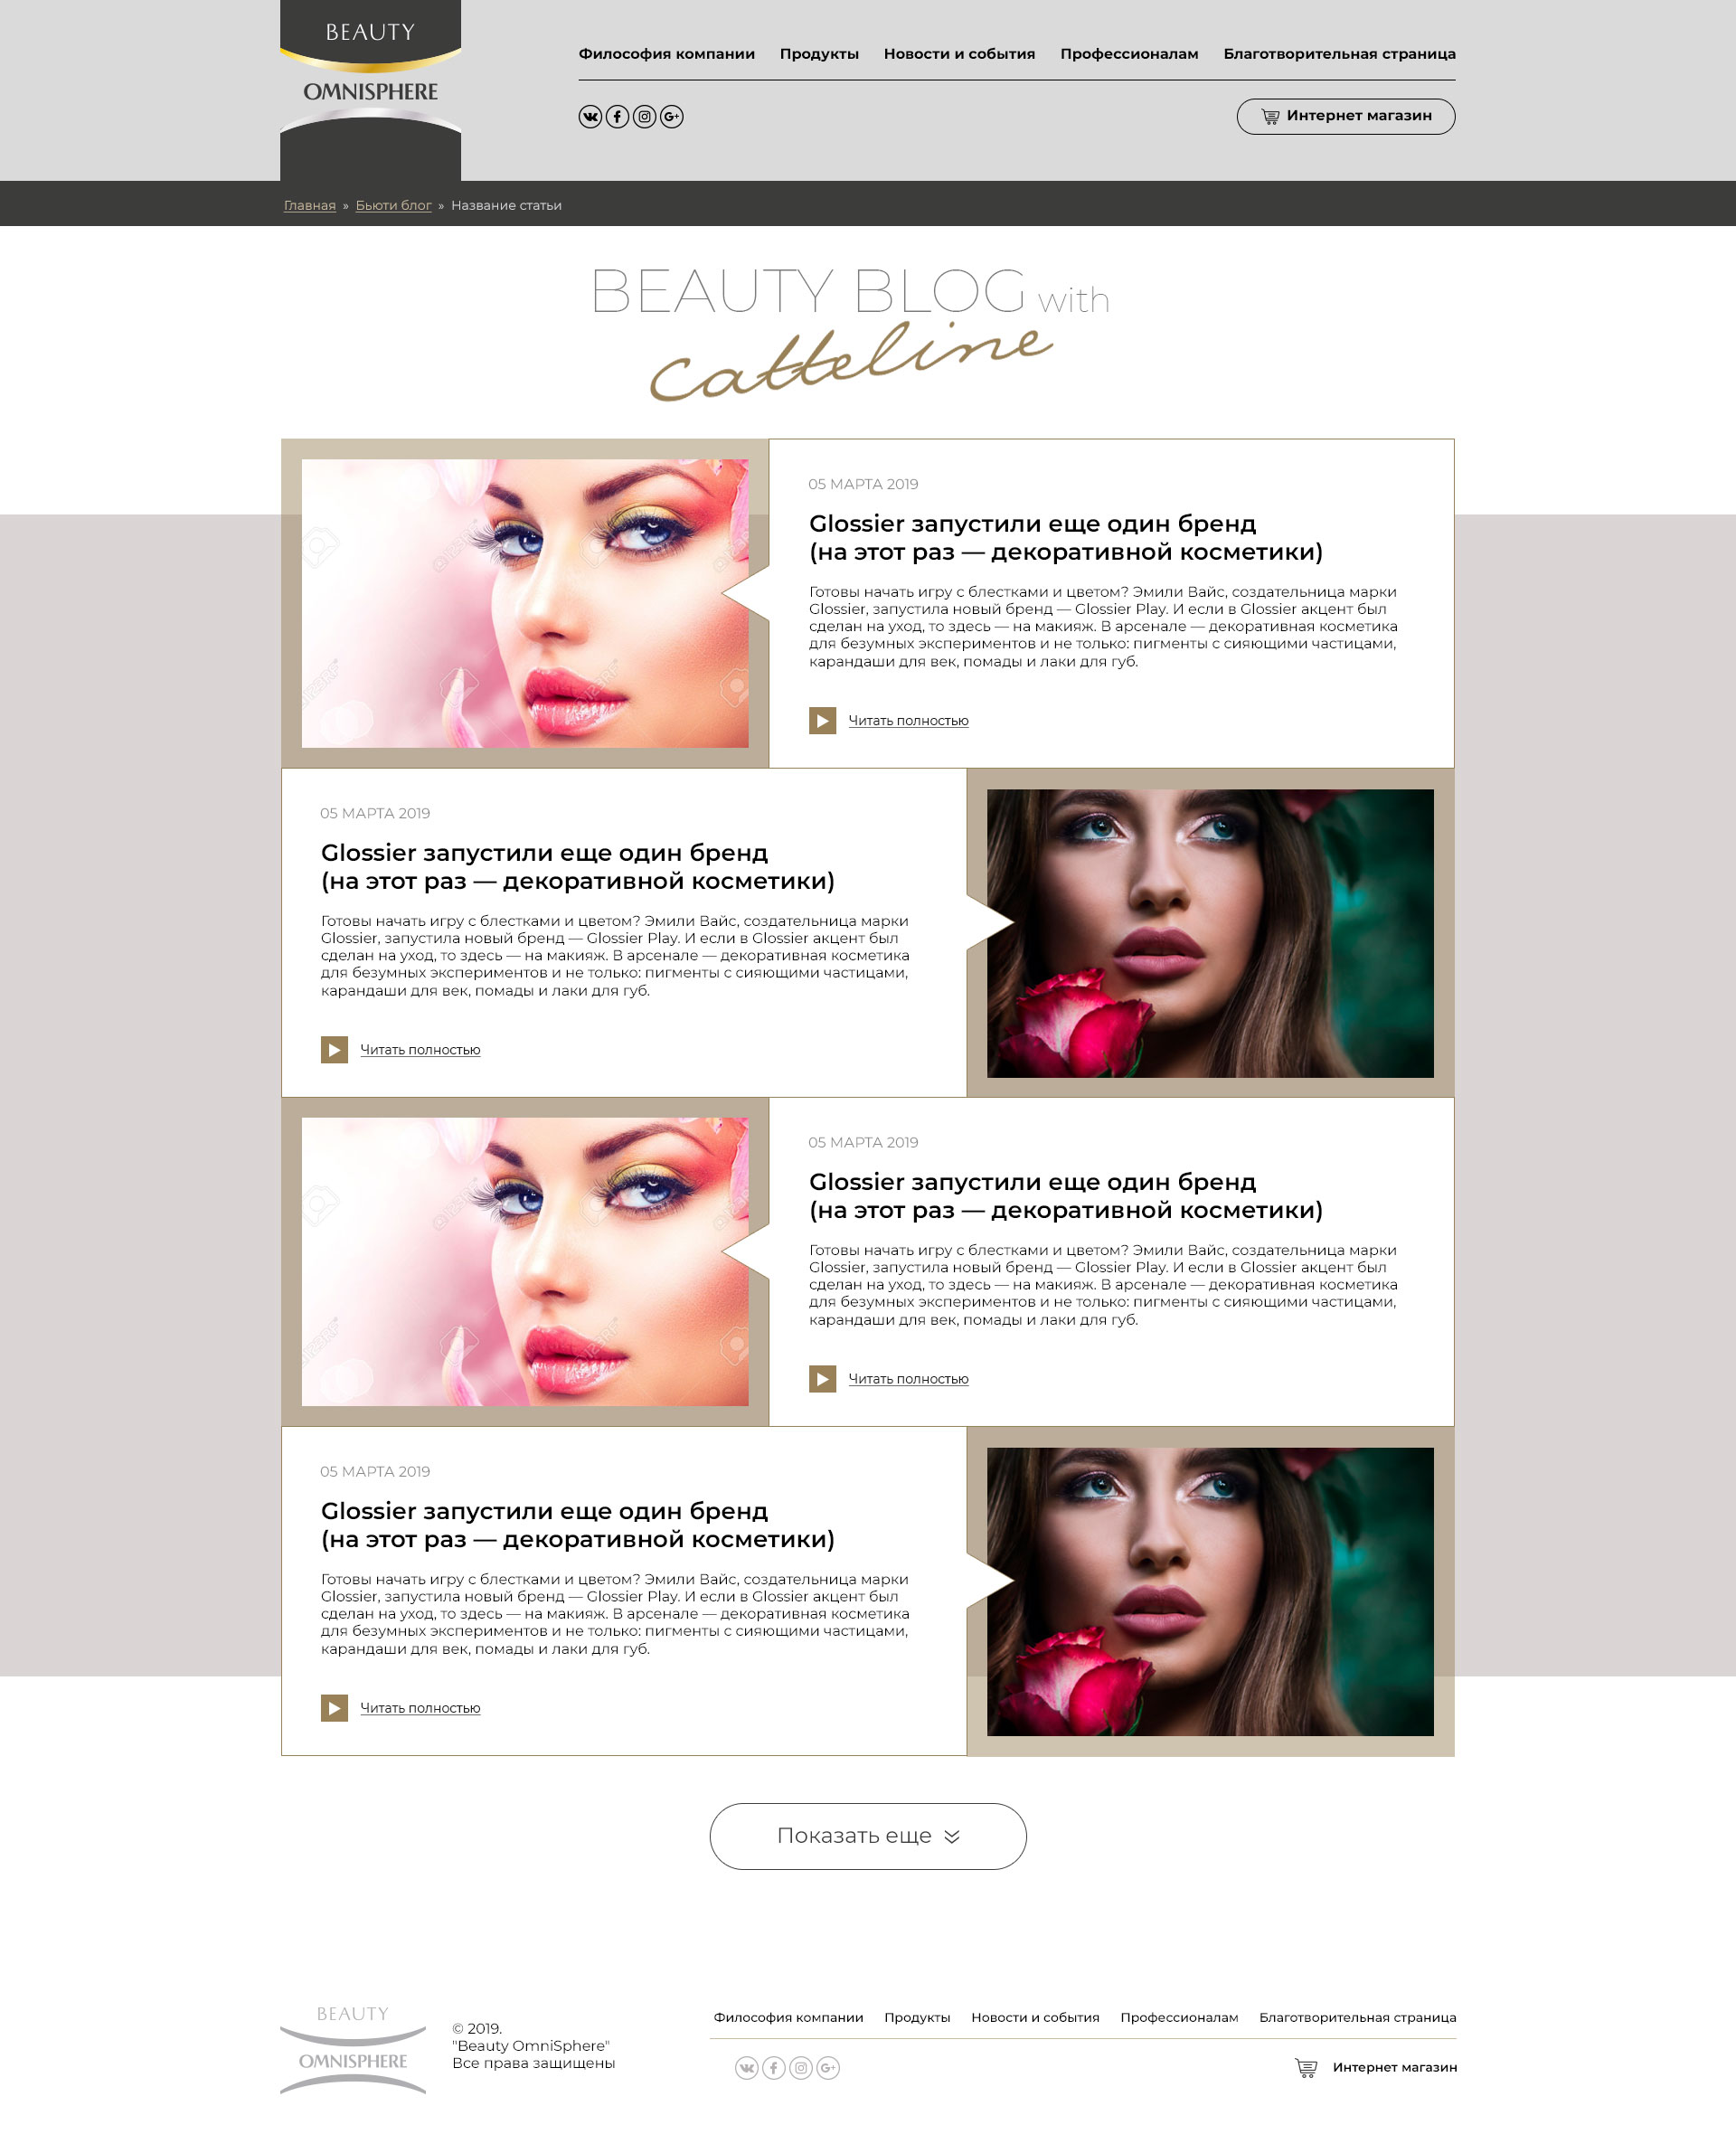 BEAUTY
OMNISPHERE
Философия компании Продукты Новости и события Профессионалам Благотворительная страница
Интернет магазин
Главная » Бьюти блог » Название статьи
BEAUTY BLOG with
catteline
05 МАРТА 2019
Glossier запустили еще один бренд
(на этот раз — декоративной косметики)
Готовы начать игру с блестками и цветом? Эмили Вайс, создательница марки
Glossier, запустила новый бренд — Glossier Play. И если в Glossier акцент был
сделан на уход, то здесь — на макияж. В арсенале — декоративная косметика
для безумных экспериментов и не только: пигменты с сияющими частицами,
карандаши для век, помады и лаки для губ.
Читать полностью
05 МАРТА 2019
Glossier запустили еще один бренд
(на этот раз — декоративной косметики)
Готовы начать игру с блестками и цветом? Эмили Вайс, создательница марки
Glossier, запустила новый бренд — Glossier Play. И если в Glossier акцент был
сделан на уход, то здесь — на макияж. В арсенале — декоративная косметика
для безумных экспериментов и не только: пигменты с сияющими частицами,
карандаши для век, помады и лаки для губ.
Читать полностью
05 МАРТА 2019
Glossier запустили еще один бренд
(на этот раз — декоративной косметики)
Готовы начать игру с блестками и цветом? Эмили Вайс, создательница марки
Glossier, запустила новый бренд — Glossier Play. И если в Glossier акцент был
сделан на уход, то здесь — на макияж. В арсенале — декоративная косметика
для безумных экспериментов и не только: пигменты с сияющими частицами,
карандаши для век, помады и лаки для губ.
Читать полностью
05 МАРТА 2019
Glossier запустили еще один бренд
(на этот раз — декоративной косметики)
Готовы начать игру с блестками и цветом? Эмили Вайс, создательница марки
Glossier, запустила новый бренд — Glossier Play. И если в Glossier акцент был
сделан на уход, то здесь — на макияж. В арсенале — декоративная косметика
для безумных экспериментов и не только: пигменты с сияющими частицами,
карандаши для век, помады и лаки для губ.
Читать полностью
Показать еще
BEAUTY
OMNISPHERE
© 2019.
"Beauty OmniSphere"
Все права защищены
Философия компании Продукты Новости и события Профессионалам Благотворительная страница
Интернет магазин